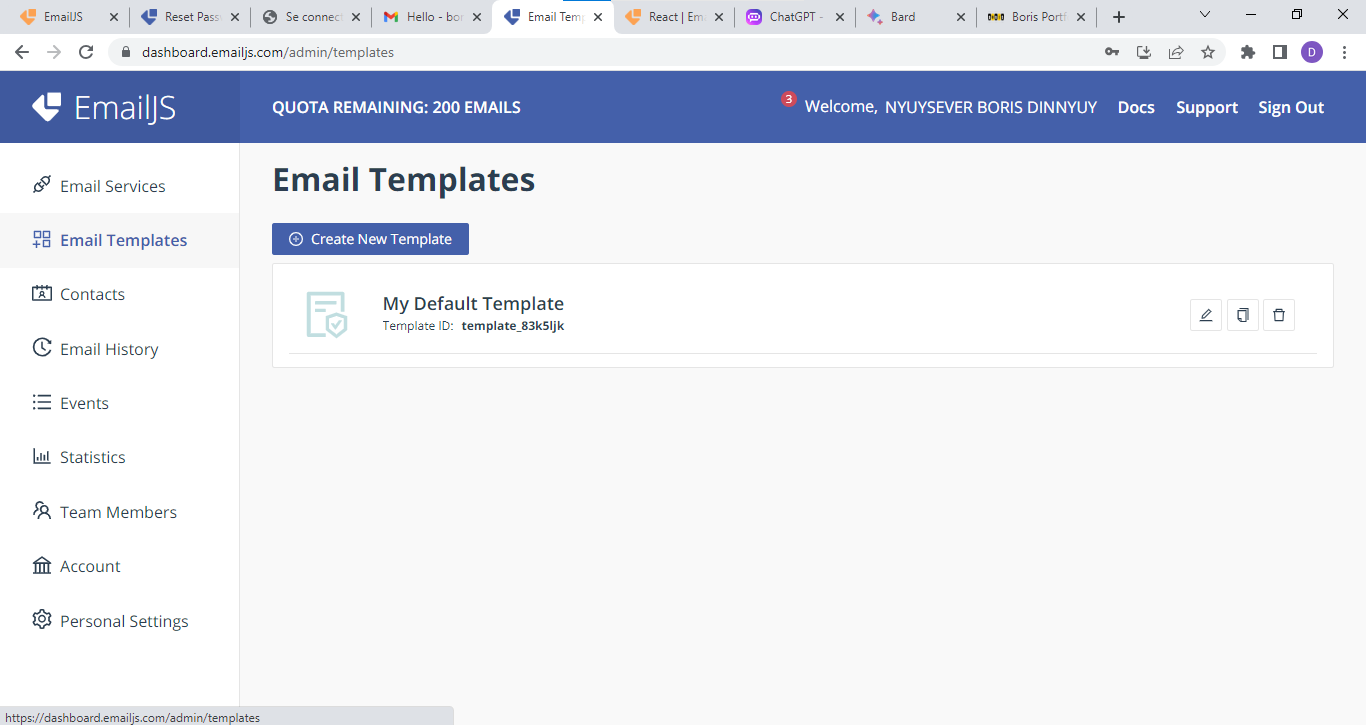 EmailJS
Reset Pass
Se connect
Hello - bor
Email Temp
React | Ema
ChatGPT -
Bard
Boris Portf
dashboard.emailjs.com/admin/templates
D
EmailJS
QUOTA REMAINING: 200 EMAILS
3
Welcome, NYUYSEVER BORIS DINNYUY
Docs
Support
Sign Out
Email Services
Email Templates
Contacts
Email History
Events
Statistics
Team Members
Account
Personal Settings
Email Templates
Create New Template
My Default Template
Template ID: template_83k5ljk
https://dashboard.emailjs.com/admin/templates